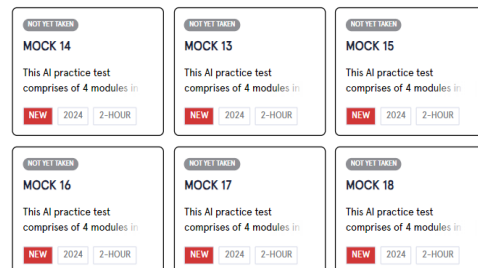 NOT YET TAKEN
MOCK 14
This AI practice test
comprises of 4 modules in
NEW 2024 2-HOUR
NOT YET TAKEN
MOCK 13
This AI practice test
comprises of 4 modules in
NEW 2024 2-HOUR
NOT YET TAKEN
MOCK 15
This AI practice test
comprises of 4 modules in
NEW 2024 2-HOUR
NOT YET TAKEN
MOCK 16
This AI practice test
comprises of 4 modules in
NEW 2024 2-HOUR
NOT YET TAKEN
MOCK 17
This AI practice test
comprises of 4 modules in
NEW 2024 2-HOUR
NOT YET TAKEN
MOCK 18
This AI practice test
comprises of 4 modules in
NEW 2024 2-HOUR